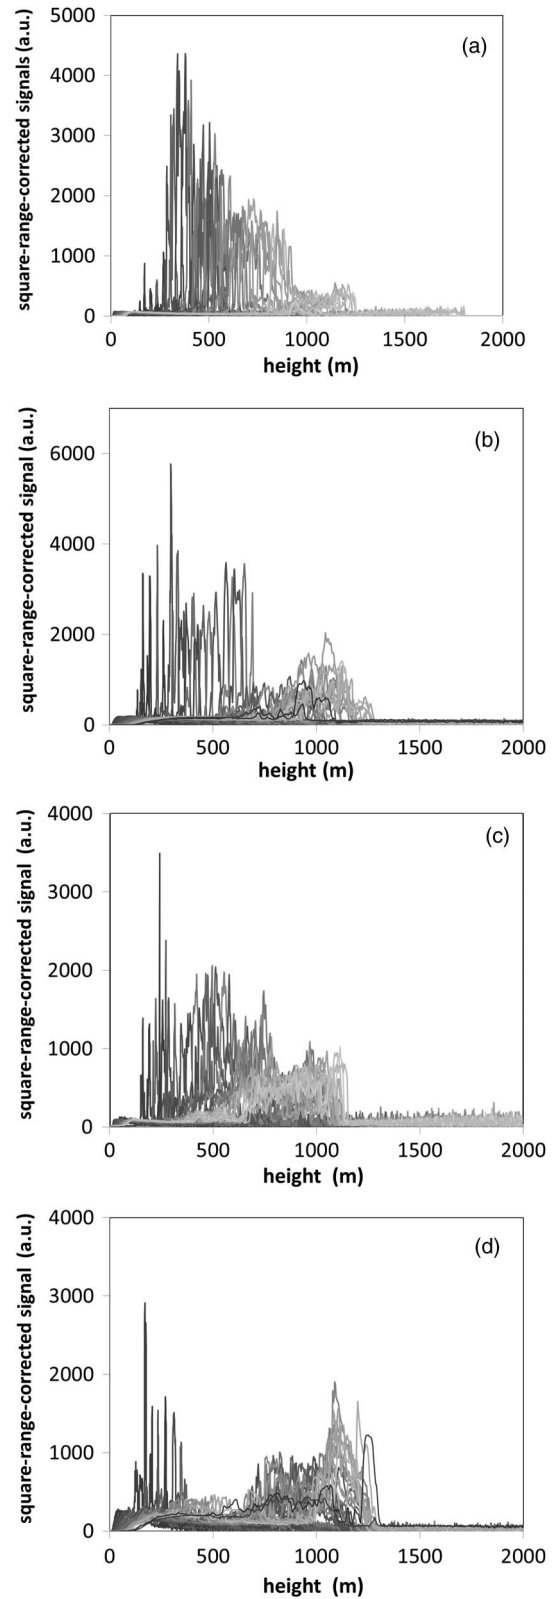 5000
(a)
4000
3000
2000
1000
0
square-range-corrected signals (a.u.)
0 500 1000 1500 2000
height (m)
(b)
6000
4000
2000
0
square-range-corrected signal (a.u.)
0 500 1000 1500 2000
height (m)
4000
(c)
3000
2000
1000
0
square-range-corrected signal (a.u.)
0 500 1000 1500 2000
height (m)
4000
(d)
3000
2000
1000
0
square-range-corrected signal (a.u.)
0 500 1000 1500 2000
height (m)